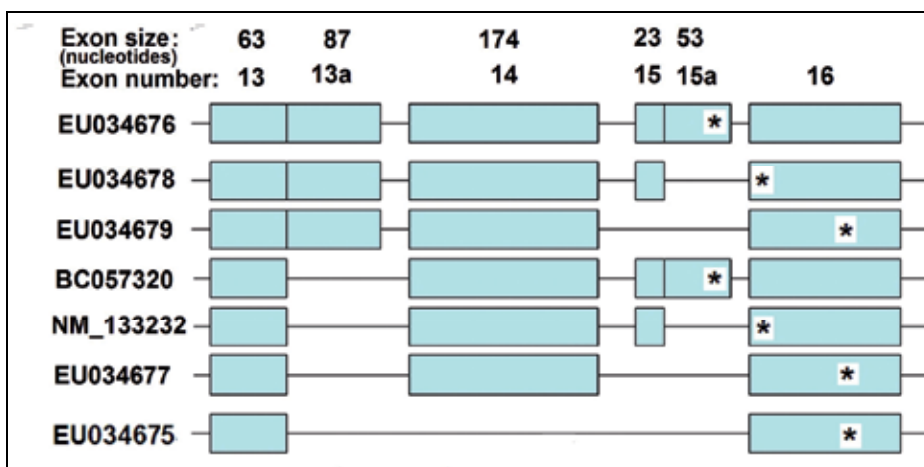 Exon size: 63 87 174 23 53
(nucleotides)
Exon number: 13 13a 14 15 15a 16
EU034676 *
EU034678 *
EU034679 *
BC057320 *
NM_133232 *
EU034677 *
EU034675 *